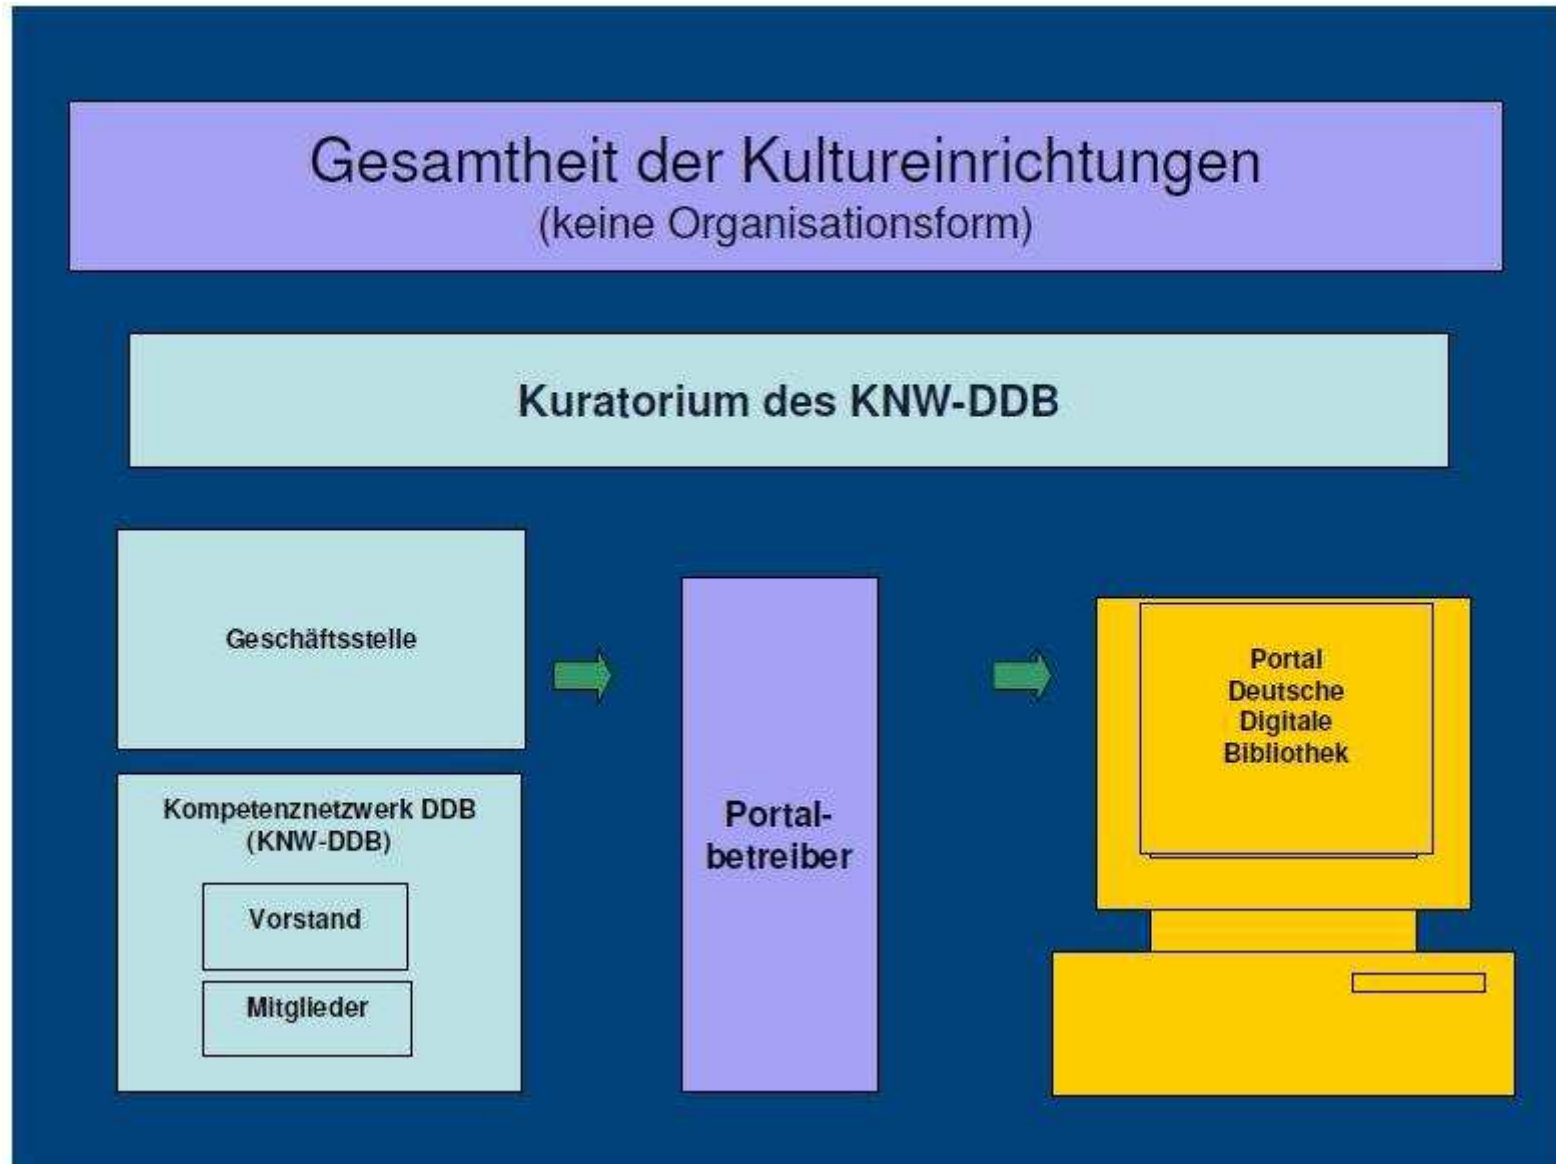 Gesamtheit der Kultureinrichtungen
(keine Organisationsform)
Kuratorium des KNW-DDB
Geschäftsstelle
Kompetenznetzwerk DDB
(KNW-DDB)
Vorstand
Mitglieder
Portal-
betreiber
Portal
Deutsche
Digitale
Bibliothek